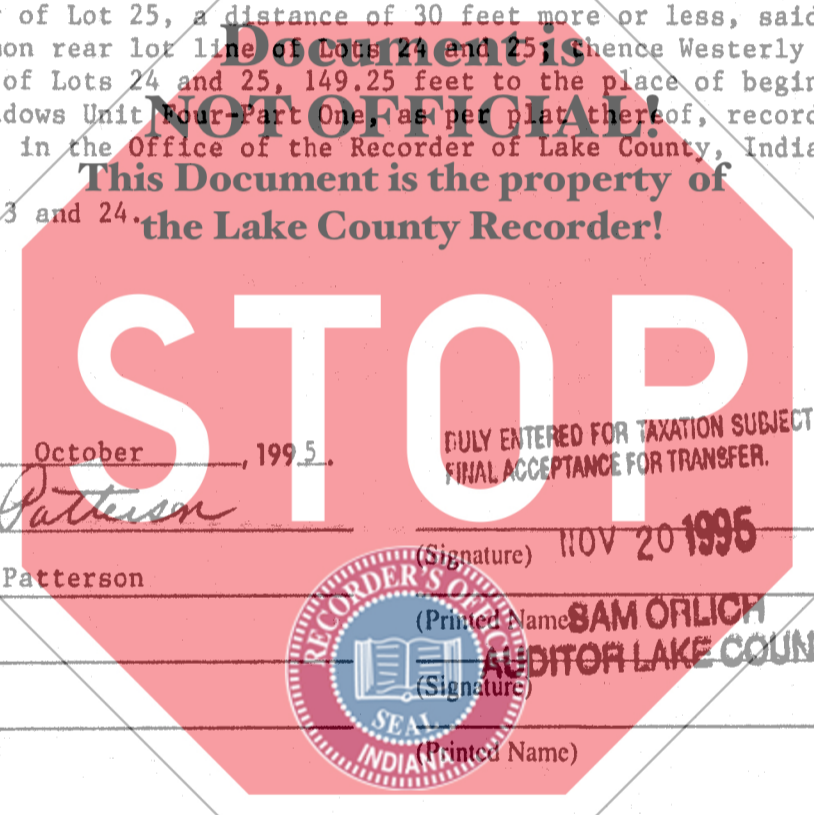 of Lot 25, a distance of 30 feet more or less, said
on rear lot line of Lots 24 and 25; thence Westerly
Document is
of Lots 24 and 25, 149.25 feet to the place of begin
dows Unit Four-Part One, as per plat thereof, record
NOT OFFICIAL!
in the Office of the Recorder of Lake County, India
This Document is the property of
3 and 24.
the Lake County Recorder!
STOP
October , 1995.
DULY ENTERED FOR TAXATION SUBJECT
FINAL ACCEPTANCE FOR TRANSFER.
Patterson
(Signature) NOV 20 1995
Patterson
(Printed Name SAM ORLICH
AUDITOR LAKE COUN
(Signature)
(Printed Name)
RECORDER'S OFFICE
SEAL
INDIANA